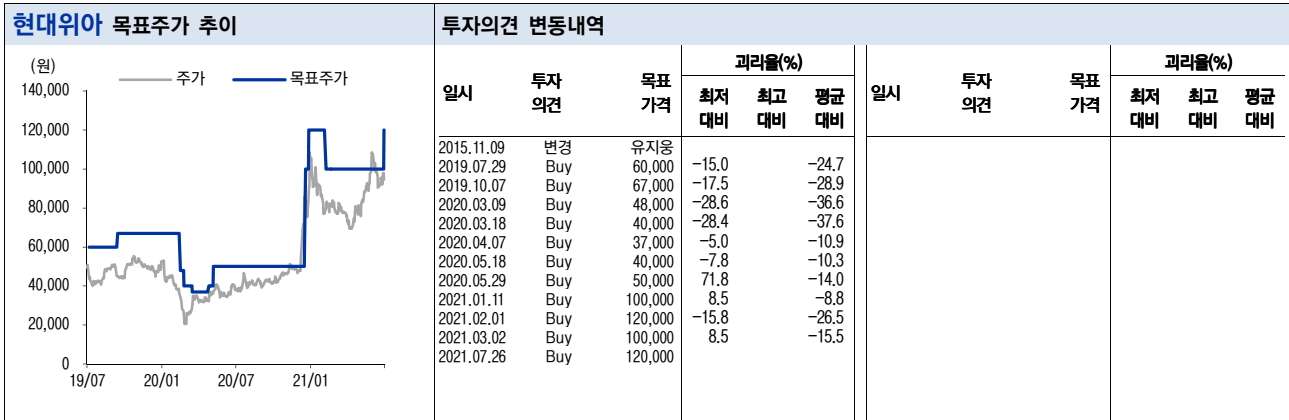 현대위아 목표주가 추이
(원)
주가 목표주가
140,000
120,000
100,000
80,000
60,000
40,000
20,000
0
19/07 20/01 20/07 21/01
투자의견 변동내역
일시 투자의견 목표가격 괴리율(%)
최저대비 최고대비 평균대비
2015.11.09 변경 유지웅
2019.07.29 Buy 60,000 -15.0 -24.7
2019.10.07 Buy 67,000 -17.5 -28.9
2020.03.09 Buy 48,000 -28.6 -36.6
2020.03.18 Buy 40,000 -28.4 -37.6
2020.04.07 Buy 37,000 -5.0 -10.9
2020.05.18 Buy 40,000 -7.8 -10.3
2020.05.29 Buy 50,000 71.8 -14.0
2021.01.11 Buy 100,000 8.5 -8.8
2021.02.01 Buy 120,000 -15.8 -26.5
2021.03.02 Buy 100,000 8.5 -15.5
2021.07.26 Buy 120,000
일시 투자의견 목표가격 괴리율(%)
최저대비 최고대비 평균대비